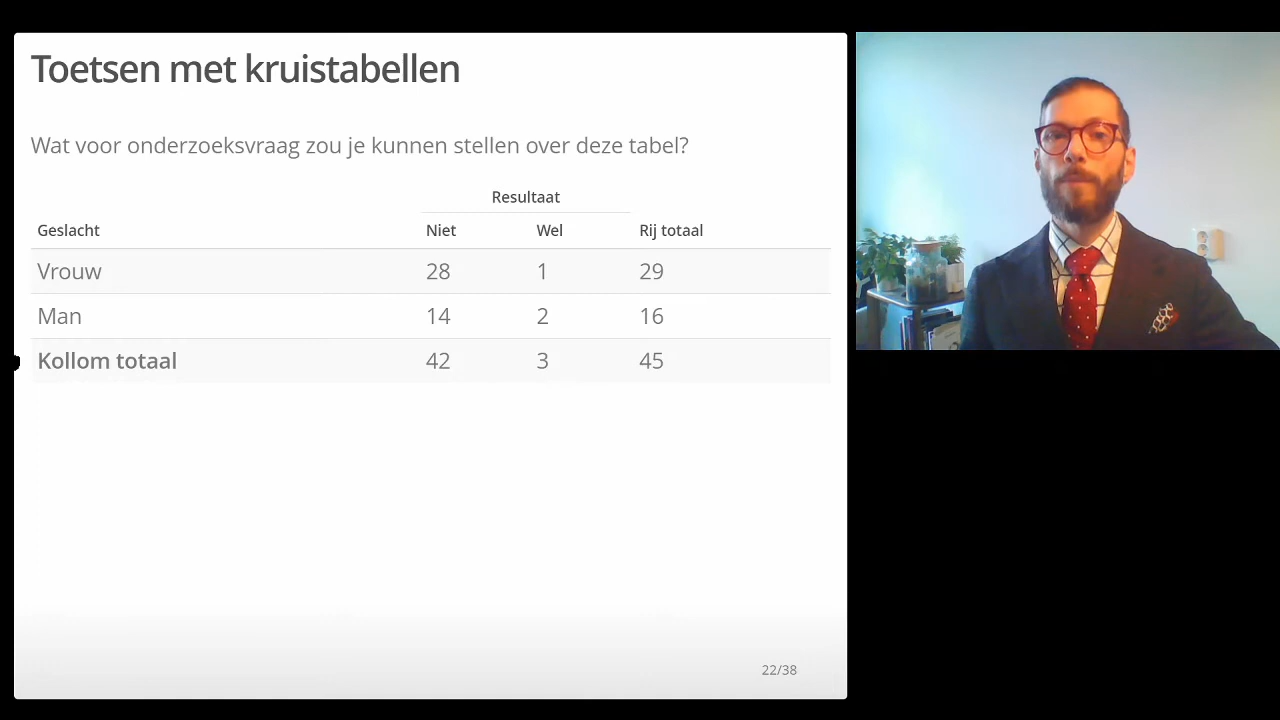 Toetsen met kruistabellen
Wat voor onderzoeksvraag zou je kunnen stellen over deze tabel?
Resultaat
Geslacht Niet Wel Rij totaal
Vrouw 28 1 29
Man 14 2 16
Kollom totaal 42 3 45
22/38